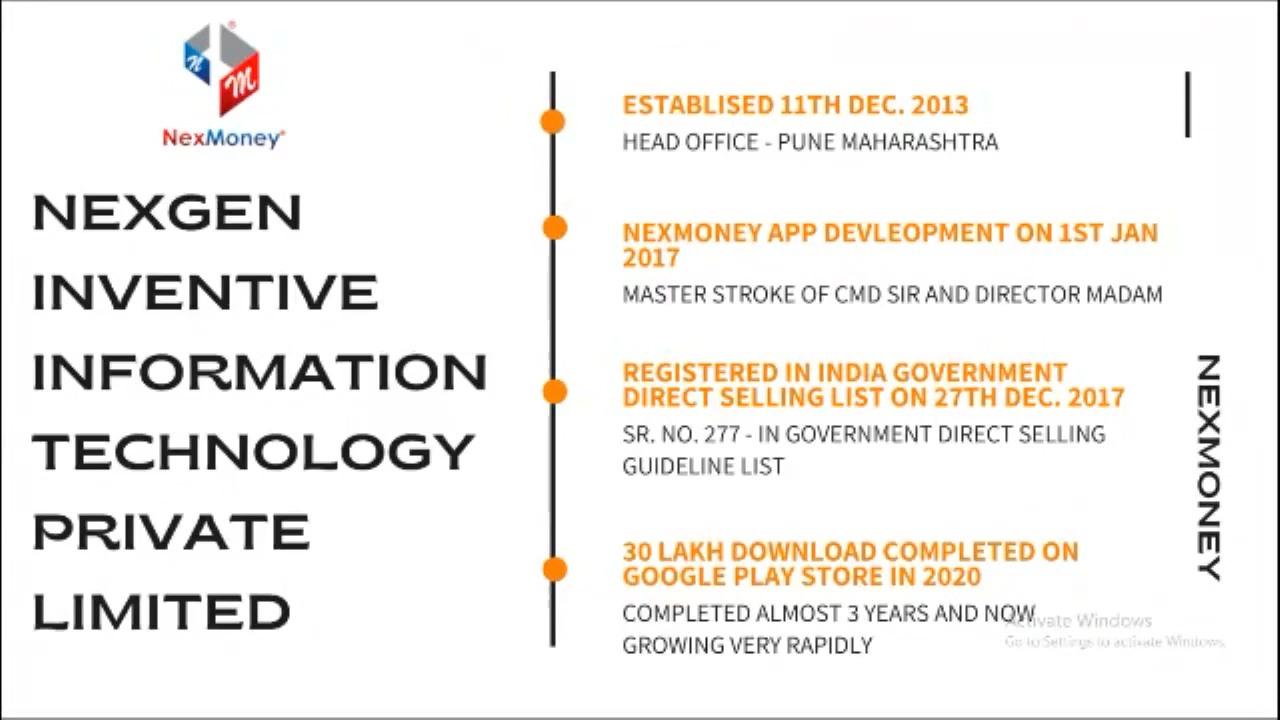 NexMoney®
NEXGEN
INVENTIVE
INFORMATION
TECHNOLOGY
PRIVATE
LIMITED
ESTABLISED 11TH DEC. 2013
HEAD OFFICE - PUNE MAHARASHTRA
NEXMONEY APP DEVLEOPMENT ON 1ST JAN
2017
MASTER STROKE OF CMD SIR AND DIRECTOR MADAM
REGISTERED IN INDIA GOVERNMENT
DIRECT SELLING LIST ON 27TH DEC. 2017
SR. NO. 277 - IN GOVERNMENT DIRECT SELLING
GUIDELINE LIST
30 LAKH DOWNLOAD COMPLETED ON
GOOGLE PLAY STORE IN 2020
COMPLETED ALMOST 3 YEARS AND NOW
GROWING VERY RAPIDLY
NEXMONEY
Activate Windows
Go to Settings to activate Windows.
n
m
®